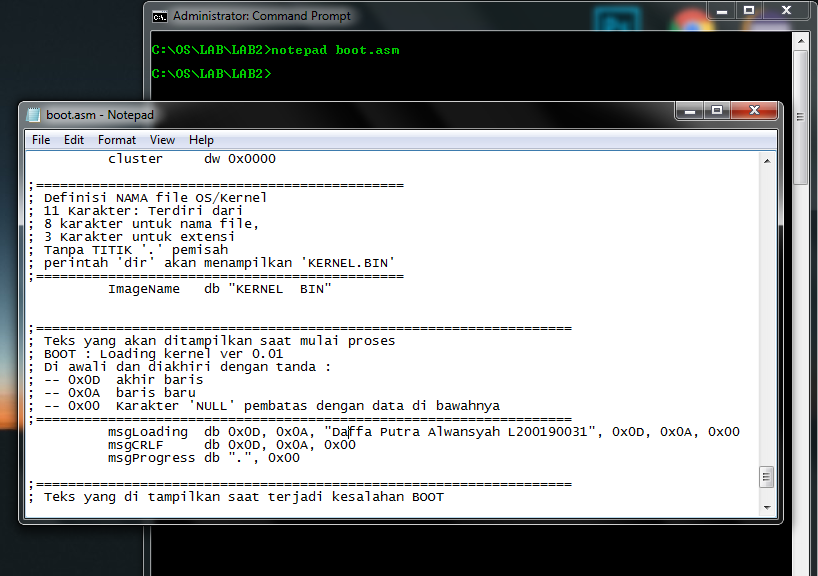 Administrator: Command Prompt
C:\OS\LAB\LAB2>notepad boot.asm
C:\OS\LAB\LAB2>
boot.asm - Notepad
File Edit Format View Help
cluster dw 0x0000
;==============================================
; Definisi NAMA file OS/Kernel
; 11 Karakter: Terdiri dari
; 8 karakter untuk nama file,
; 3 Karakter untuk extensi
; Tanpa TITIK '.' pemisah
; perintah 'dir' akan menampilkan 'KERNEL.BIN'
;==============================================
ImageName db "KERNEL  BIN"
;===================================================================
; Teks yang akan ditampilkan saat mulai proses
; BOOT : Loading kernel ver 0.01
; Di awali dan diakhiri dengan tanda :
; -- 0x0D  akhir baris
; -- 0x0A  baris baru
; -- 0x00  Karakter 'NULL' pembatas dengan data di bawahnya
;===================================================================
msgLoading db 0x0D, 0x0A, "Daffa Putra Alwansyah L200190031", 0x0D, 0x0A, 0x00
msgCRLF db 0x0D, 0x0A, 0x00
msgProgress db ".", 0x00
;===================================================================
; Teks yang di tampilkan saat terjadi kesalahan BOOT